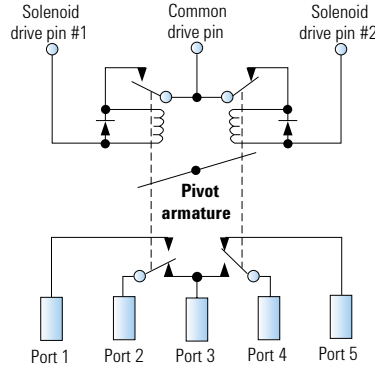 Solenoid
drive pin #1
Common
drive pin
Solenoid
drive pin #2
Pivot
armature
Port 1
Port 2
Port 3
Port 4
Port 5